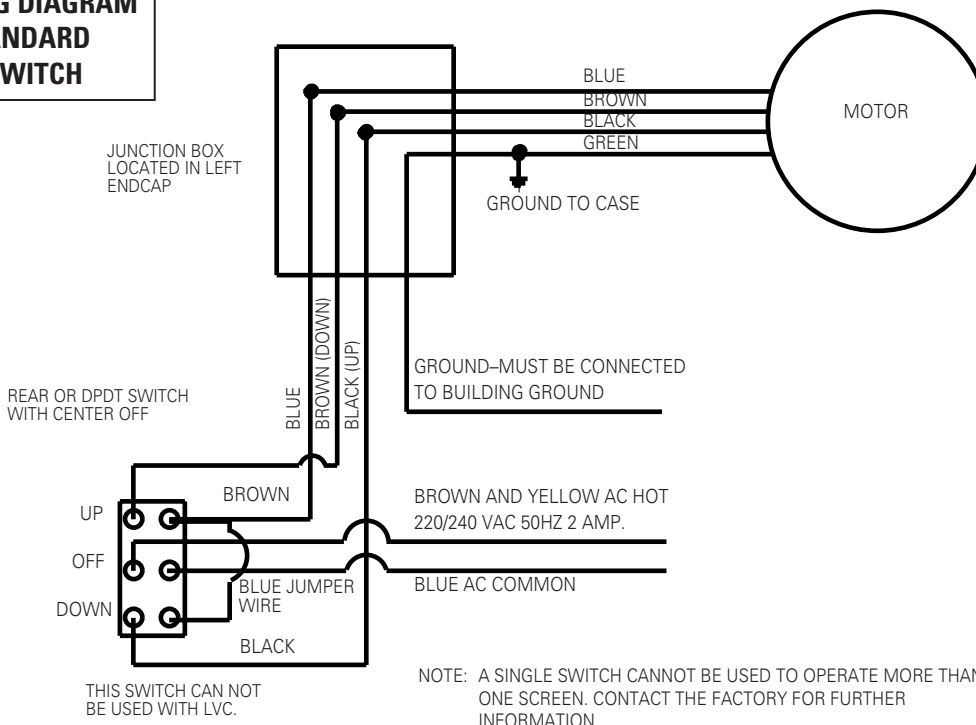 DIAGRAM
WITCH
BLUE
BROWN
BLACK
GREEN
MOTOR
JUNCTION BOX
LOCATED IN LEFT
ENDCAP
GROUND TO CASE
BLUE
BROWN (DOWN)
BLACK (UP)
GROUND–MUST BE CONNECTED
TO BUILDING GROUND
REAR OR DPDT SWITCH
WITH CENTER OFF
BROWN
BROWN AND YELLOW AC HOT
220/240 VAC 50HZ 2 AMP.
UP
OFF
DOWN
BLUE JUMPER
WIRE
BLUE AC COMMON
BLACK
THIS SWITCH CAN NOT
BE USED WITH LVC.
NOTE: A SINGLE SWITCH CANNOT BE USED TO OPERATE MORE THAN
ONE SCREEN. CONTACT THE FACTORY FOR FURTHER
INFORMATION